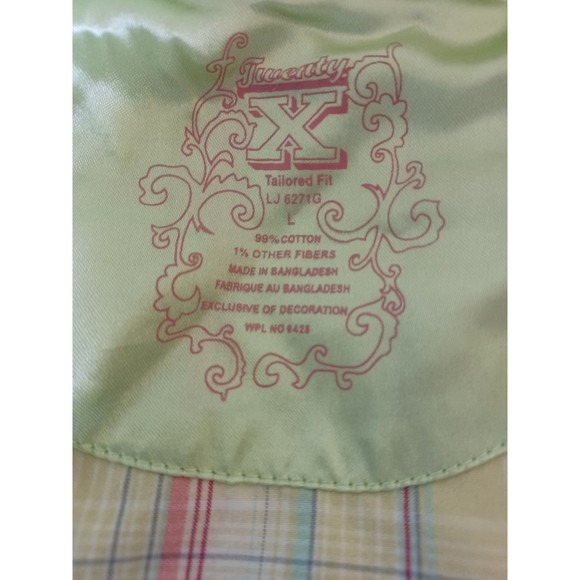 Twenty
X
Tailored Fit
LJ 6271G
L
99% COTTON
1% OTHER FIBERS
MADE IN BANGLADESH
FABRIQUE AU BANGLADESH
EXCLUSIVE OF DECORATION
WPL NO 6428